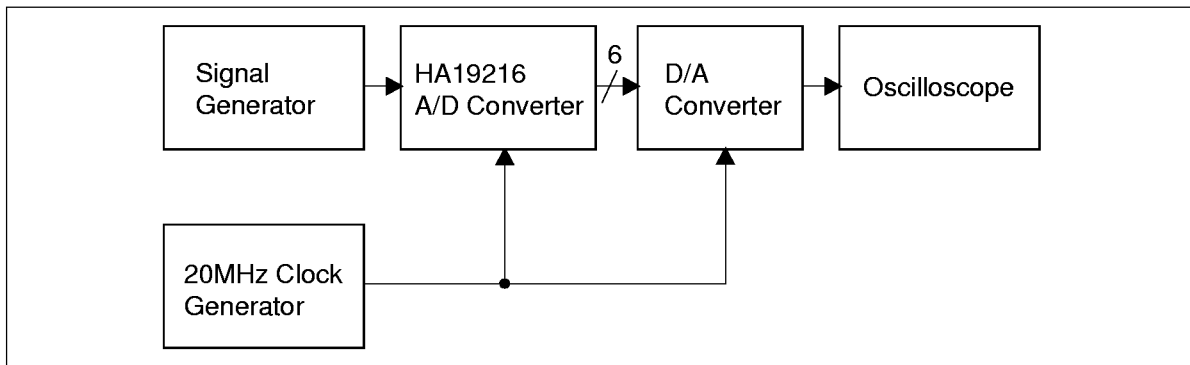 Signal
Generator
HA19216
A/D Converter
6
D/A
Converter
Oscilloscope
20MHz Clock
Generator